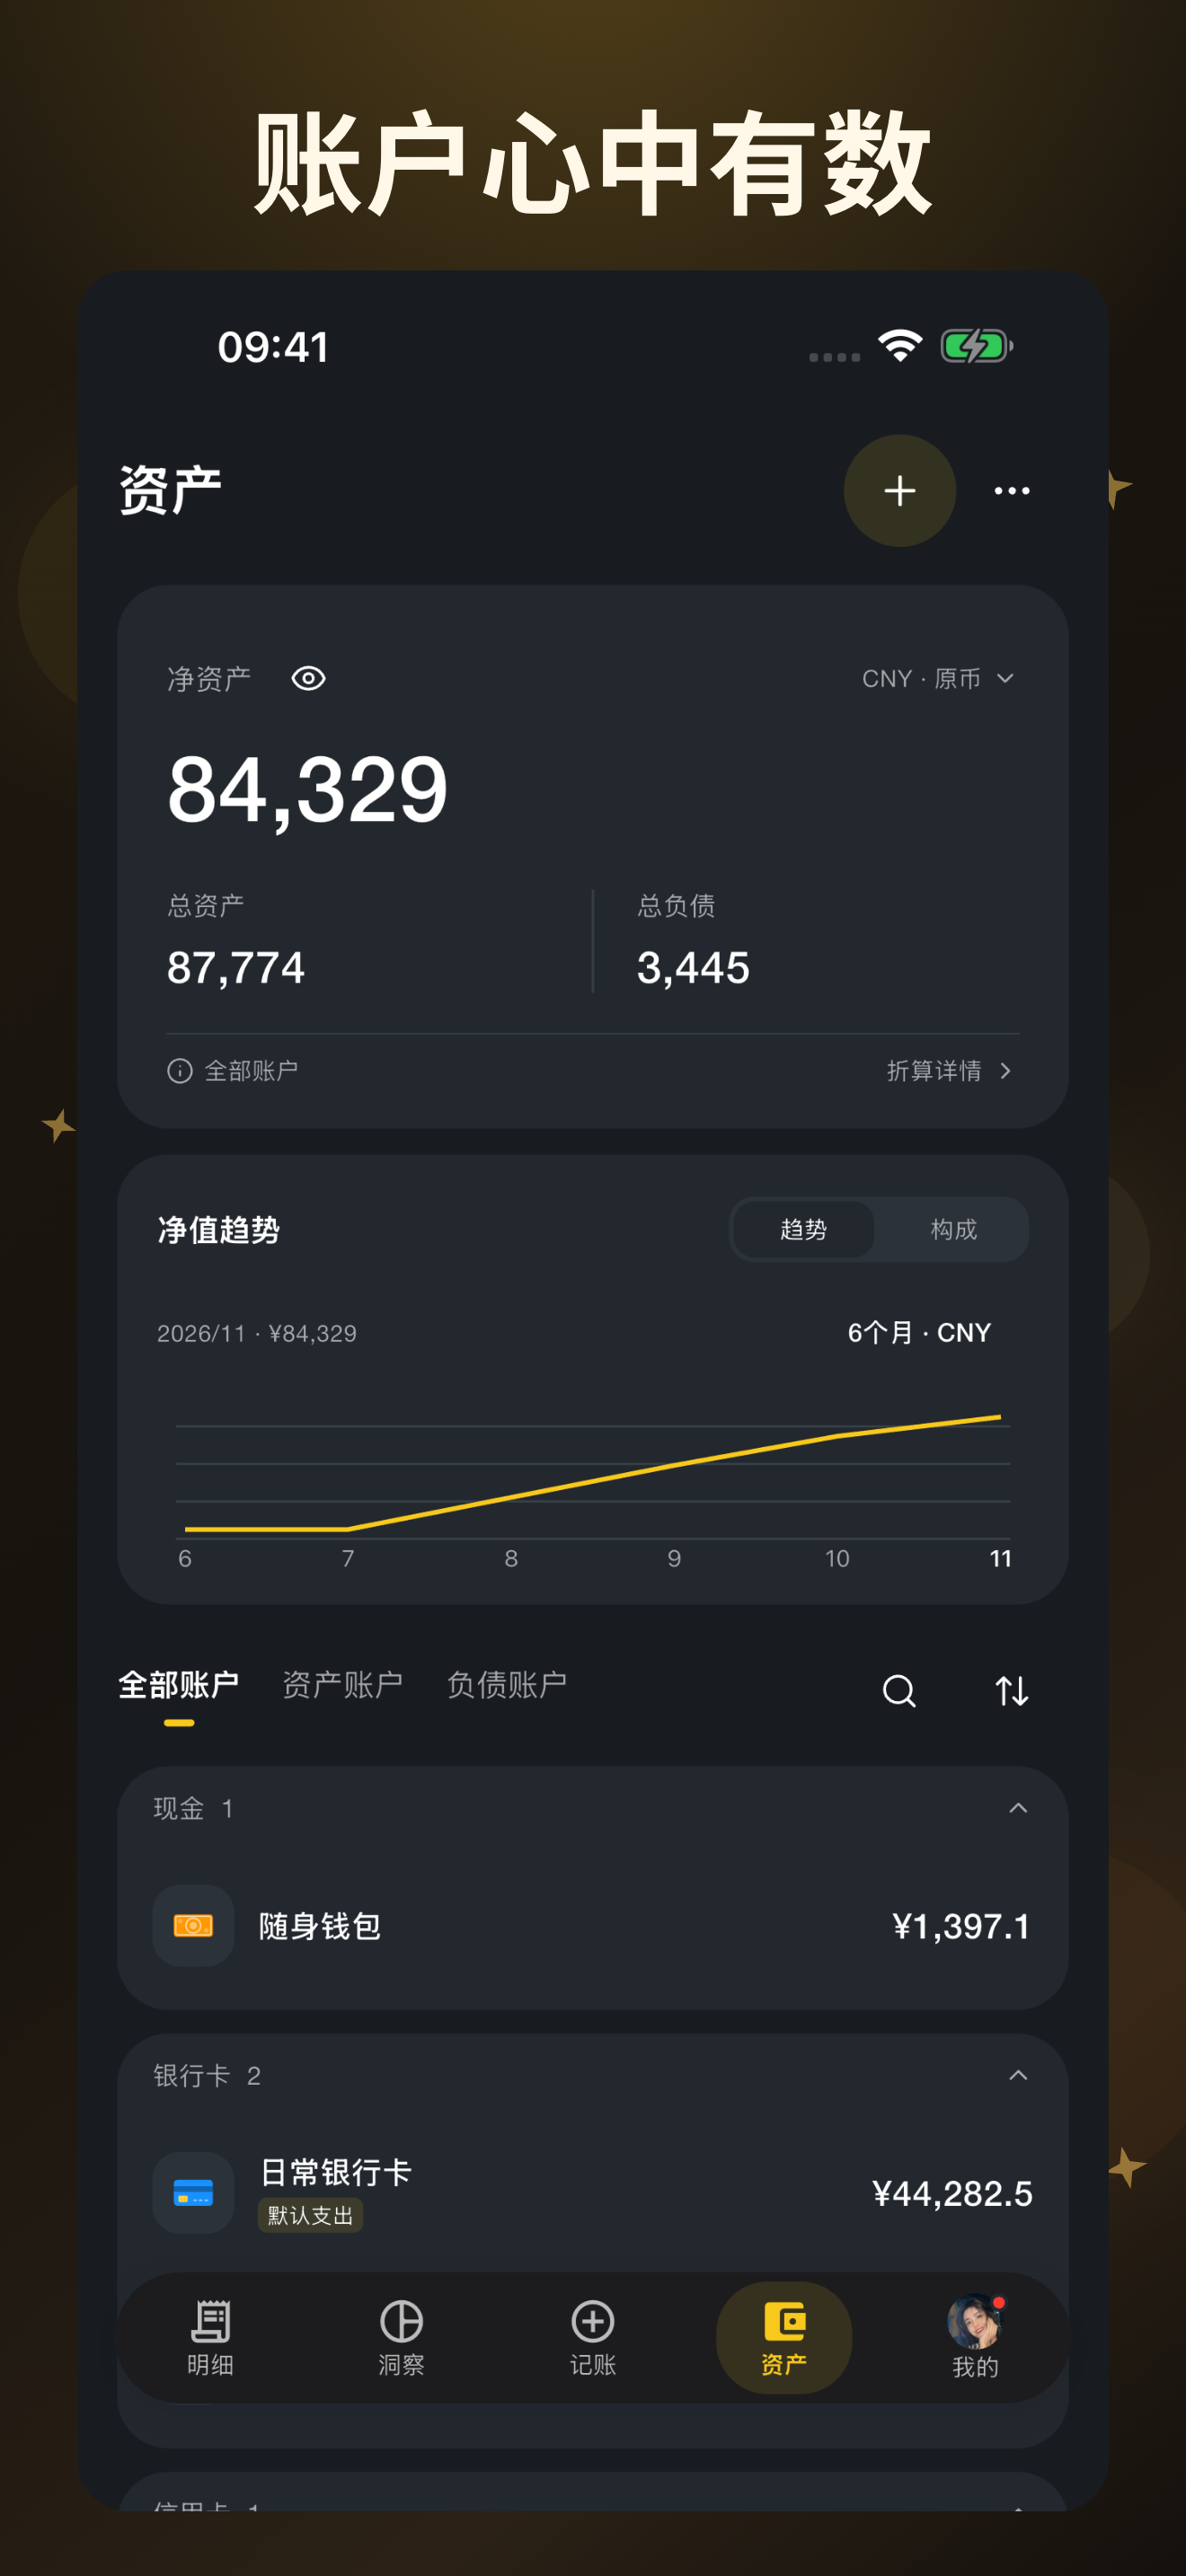 账户心中有数
09:41
资产
净资产 CNY · 原币
84,329
总资产 总负债
87,774 3,445
全部账户 折算详情
净值趋势 趋势 构成
2026/11 · ¥84,329 6个月 · CNY
6 7 8 9 10 11
全部账户 资产账户 负债账户
现金 1
随身钱包 ¥1,397.1
银行卡 2
日常银行卡 ¥44,282.5
默认支出
明细 洞察 记账 资产 我的